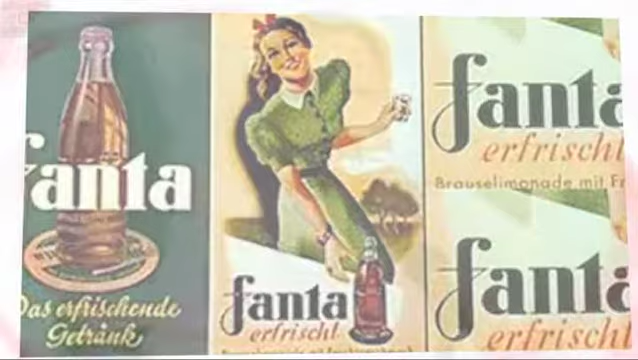 fanta
Das erfrischende
Getränk
fanta
erfrischt
fanta
erfrischt
Brauselimonade mit Fr
fanta
erfrischt